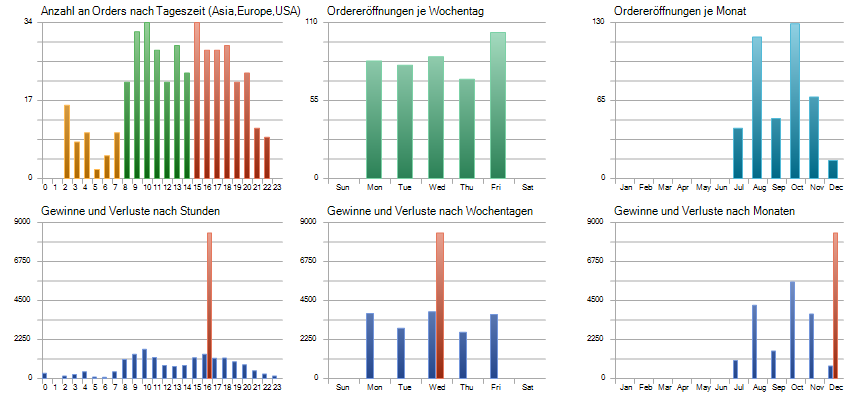 Anzahl an Orders nach Tageszeit (Asia,Europe,USA)
34
17
0
0 1 2 3 4 5 6 7 8 9 10 11 12 13 14 15 16 17 18 19 20 21 22 23
Ordereröffnungen je Wochentag
110
55
0
Sun Mon Tue Wed Thu Fri Sat
Ordereröffnungen je Monat
130
65
0
Jan Feb Mar Apr May Jun Jul Aug Sep Oct Nov Dec
Gewinne und Verluste nach Stunden
9000
6750
4500
2250
0
0 1 2 3 4 5 6 7 8 9 10 11 12 13 14 15 16 17 18 19 20 21 22 23
Gewinne und Verluste nach Wochentagen
9000
6750
4500
2250
0
Sun Mon Tue Wed Thu Fri Sat
Gewinne und Verluste nach Monaten
9000
6750
4500
2250
0
Jan Feb Mar Apr May Jun Jul Aug Sep Oct Nov Dec